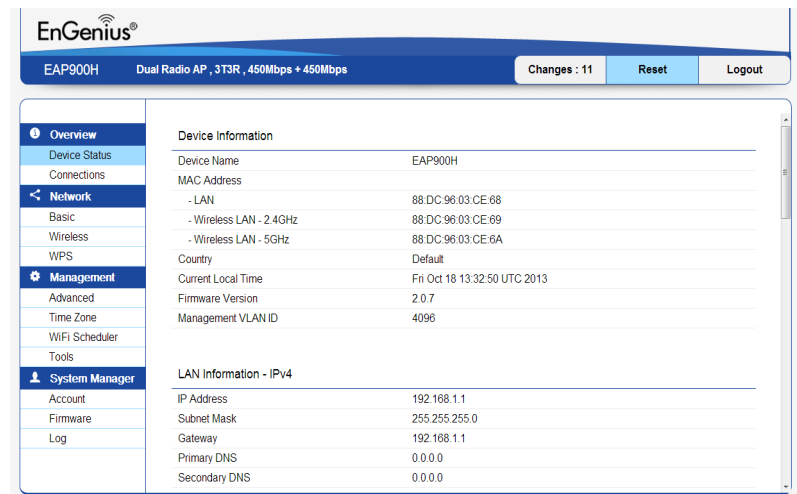 EnGenius®
EAP900H Dual Radio AP , 3T3R , 450Mbps + 450Mbps Changes : 11 Reset Logout
Overview
Device Status
Connections
Network
Basic
Wireless
WPS
Management
Advanced
Time Zone
WiFi Scheduler
Tools
System Manager
Account
Firmware
Log
Device Information
Device Name EAP900H
MAC Address
- LAN 88:DC:96:03:CE:68
- Wireless LAN - 2.4GHz 88:DC:96:03:CE:69
- Wireless LAN - 5GHz 88:DC:96:03:CE:6A
Country Default
Current Local Time Fri Oct 18 13:32:50 UTC 2013
Firmware Version 2.0.7
Management VLAN ID 4096
LAN Information - IPv4
IP Address 192.168.1.1
Subnet Mask 255.255.255.0
Gateway 192.168.1.1
Primary DNS 0.0.0.0
Secondary DNS 0.0.0.0